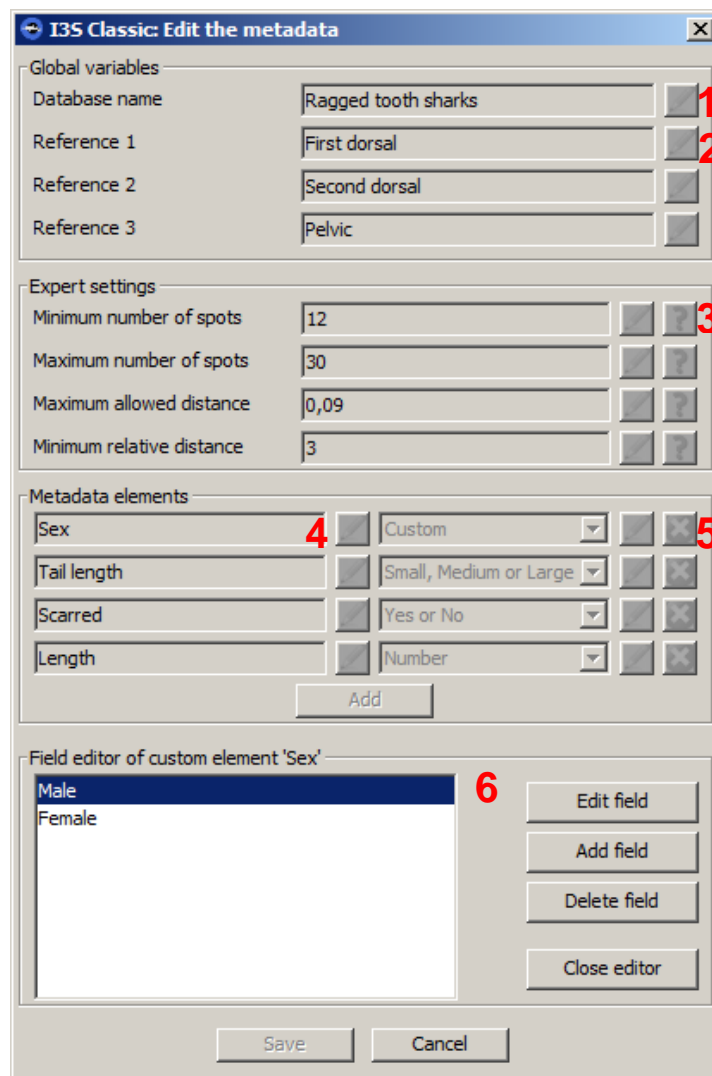 I3S Classic: Edit the metadata
Global variables
Database name Ragged tooth sharks 1
Reference 1 First dorsal 2
Reference 2 Second dorsal
Reference 3 Pelvic
Expert settings
Minimum number of spots 12 ? 3
Maximum number of spots 30 ?
Maximum allowed distance 0,09 ?
Minimum relative distance 3 ?
Metadata elements
Sex 4 Custom 5
Tail length Small, Medium or Large
Scarred Yes or No
Length Number
Add
Field editor of custom element 'Sex'
Male 6 Edit field
Female
Add field
Delete field
Close editor
Save Cancel